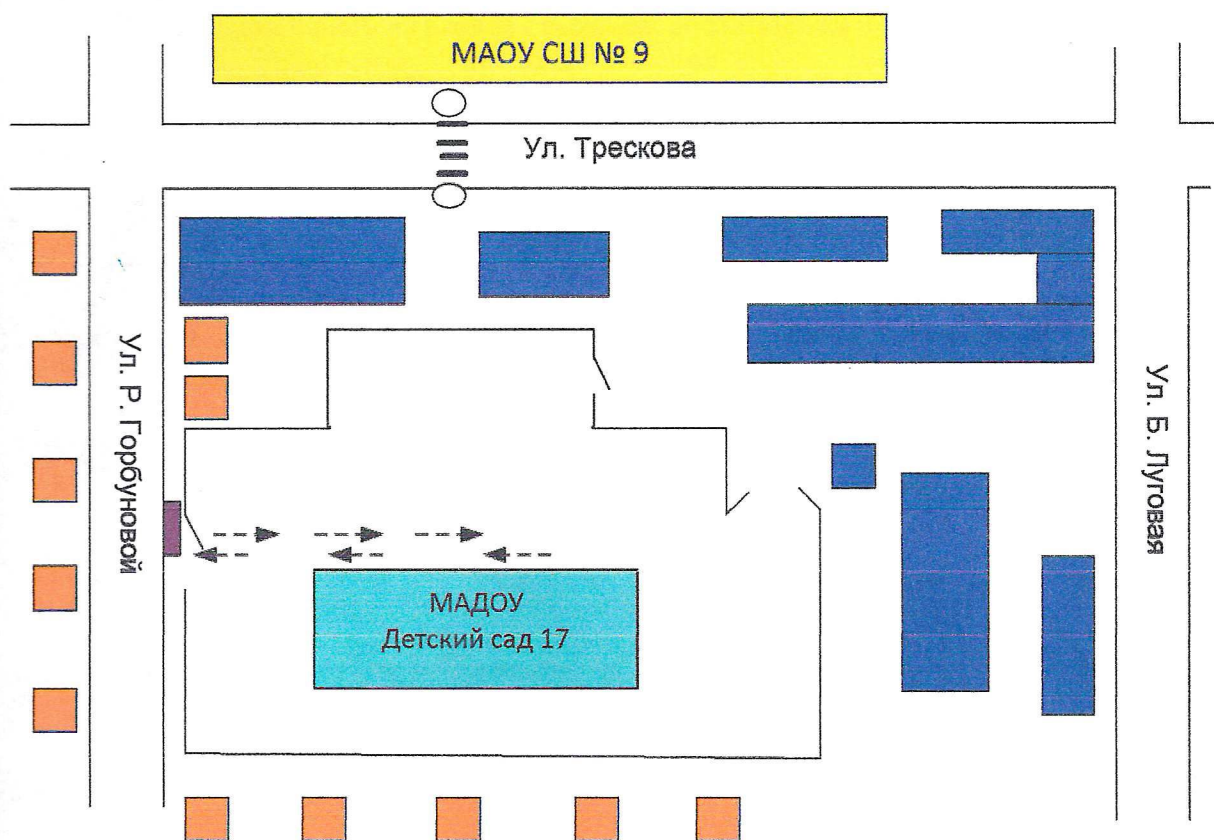 МАОУ СШ № 9
Ул. Трескова
Ул. Р. Горбуновой
Ул. Б. Луговая
МАДОУ
Детский сад 17